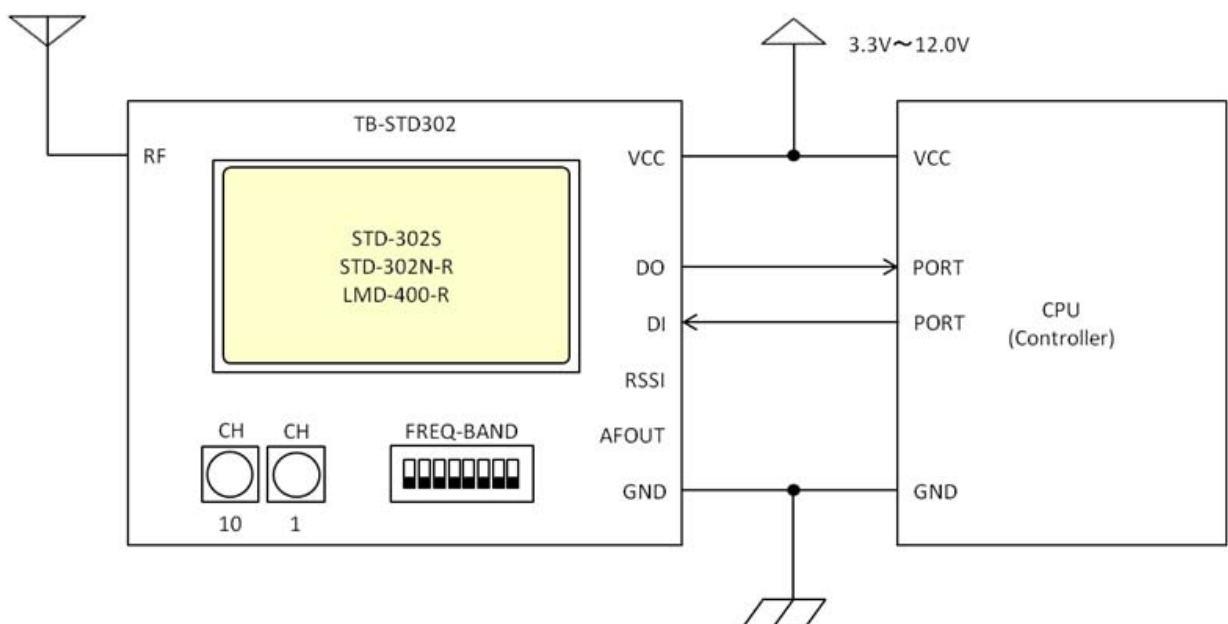 3.3V～12.0V
TB-STD302
RF
VCC
VCC
STD-302S
STD-302N-R
LMD-400-R
DO
PORT
DI
PORT
CPU
(Controller)
RSSI
AFOUT
CH CH
FREQ-BAND
GND
GND
10 1